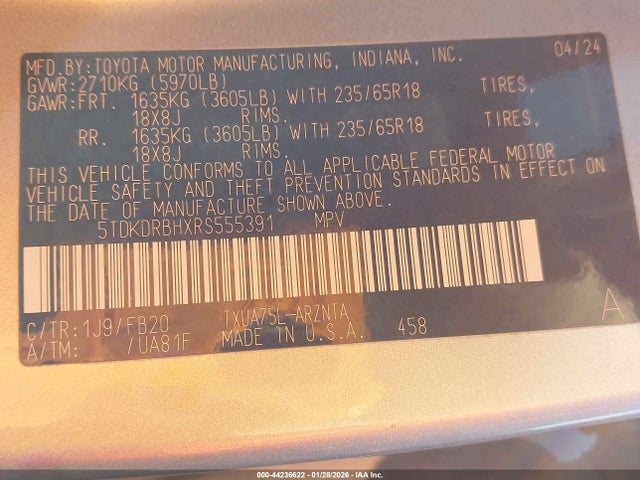 MFD.BY:TOYOTA MOTOR MANUFACTURING, INDIANA, INC. 04/24
GVWR:2710KG (5970LB)
GAWR:FRT. 1635KG (3605LB) WITH 235/65R18 TIRES,
18X8J RIMS.
RR. 1635KG (3605LB) WITH 235/65R18 TIRES,
18X8J RIMS.
THIS VEHICLE CONFORMS TO ALL APPLICABLE FEDERAL MOTOR
VEHICLE SAFETY AND THEFT PREVENTION STANDARDS IN EFFECT ON
THE DATE OF MANUFACTURE SHOWN ABOVE.
5TDKDRBHXRS555391 MPV
C/TR:1J9/FB20 TXUA75L-ARZNTA A
A/TM: /UA81F MADE IN U.S.A. 458
000-44236622 - 01/28/2026 - IAA Inc.